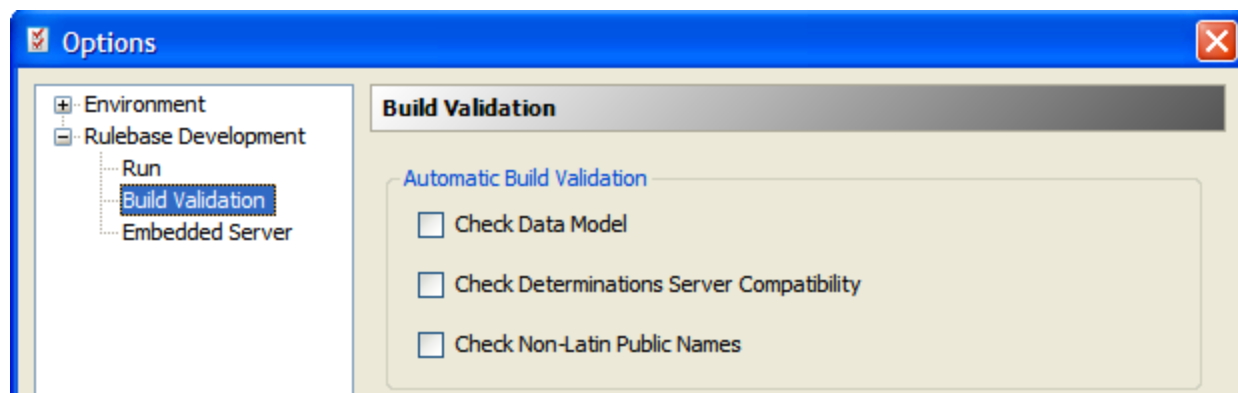 Options
Environment
Rulebase Development
Run
Build Validation
Embedded Server
Build Validation
Automatic Build Validation
Check Data Model
Check Determinations Server Compatibility
Check Non-Latin Public Names